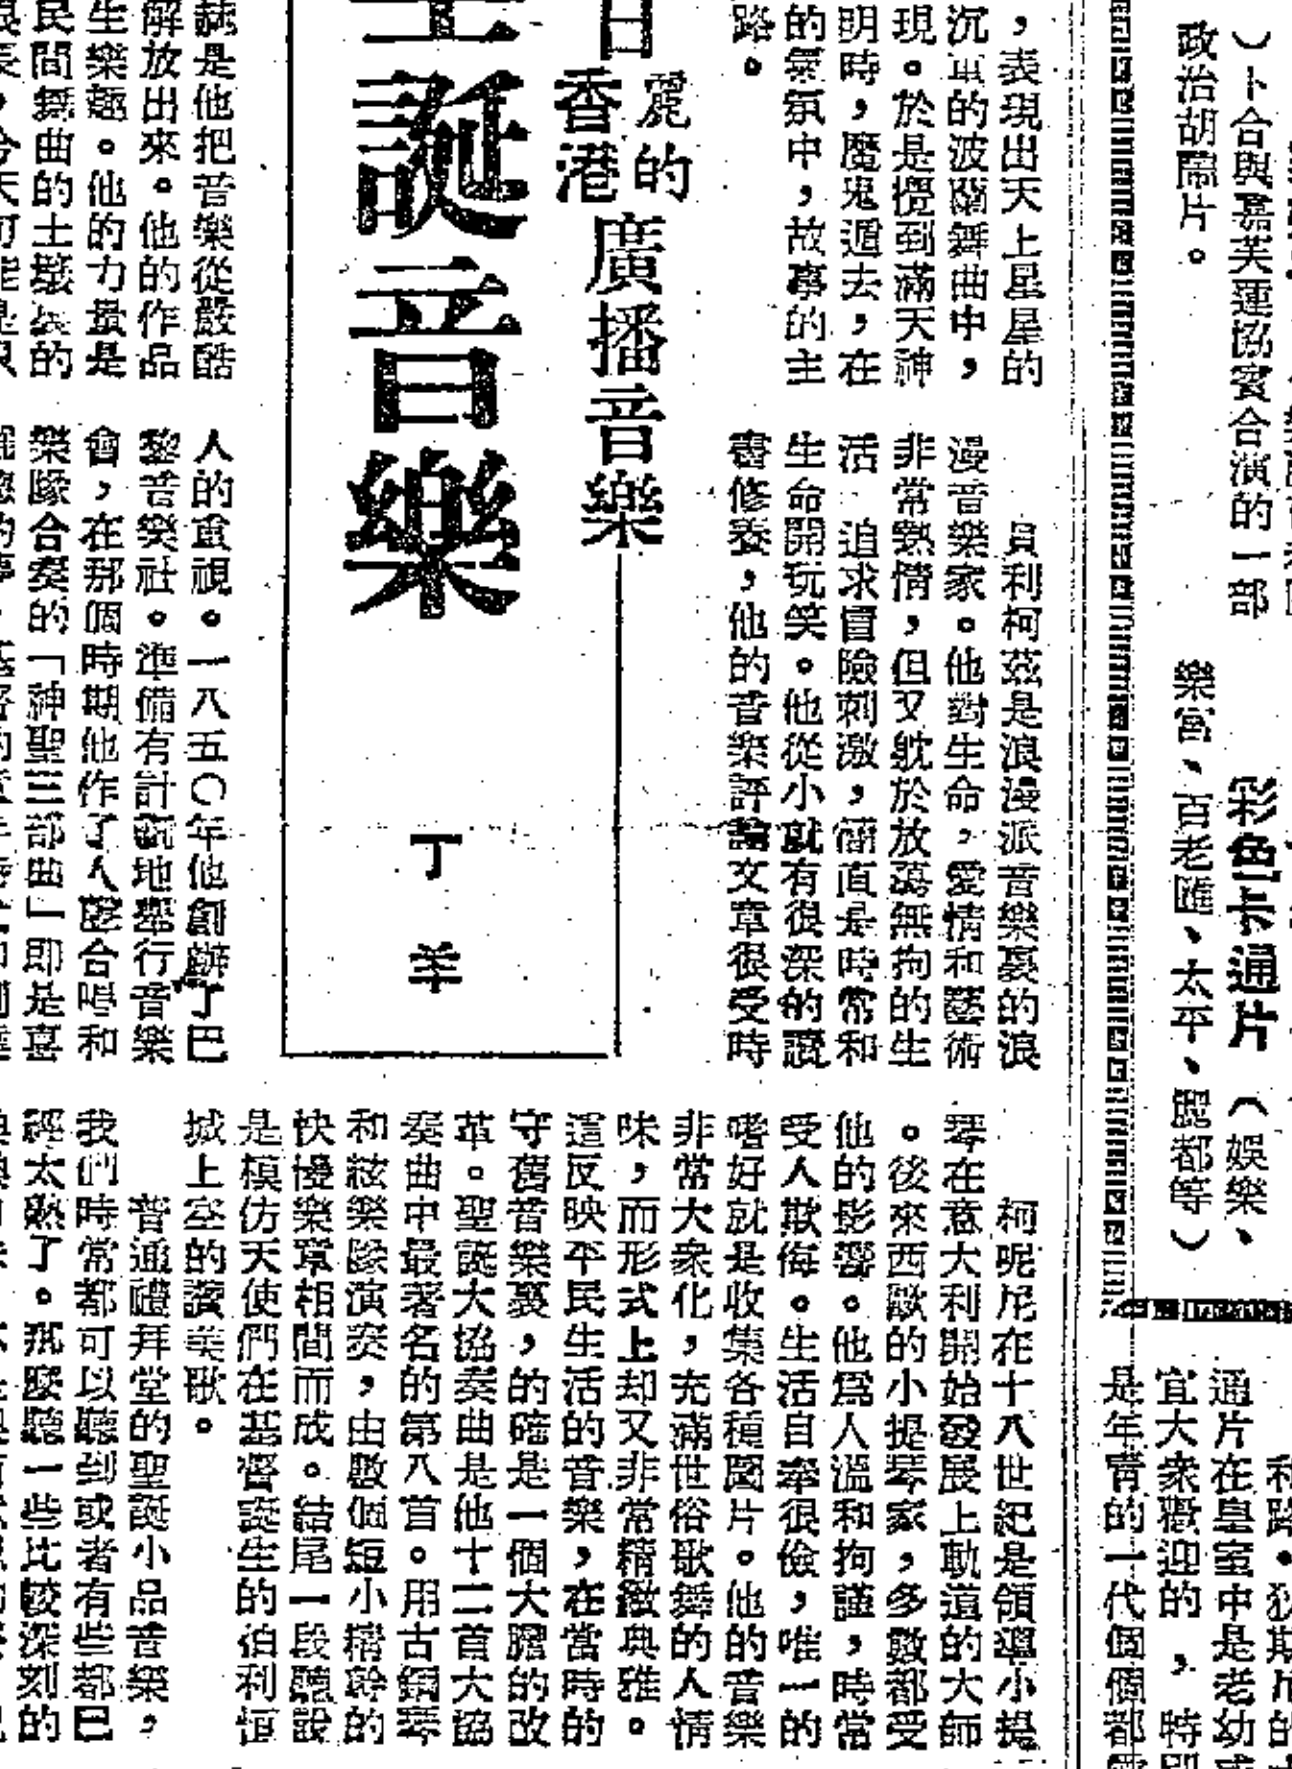 ）卜合與嘉芙運協賓合演的一部
政治胡鬧片。
彩色卡通片（娛樂、
樂宮、百老匯、太平、麗都等）
通片在皇室中是老幼
宜大衆歡迎的，特別
是年青的一代個個都
，表現出天上星星的
沉重的波蘭舞曲中，
現。於是攪到滿天神
明時，魔鬼遁去，在
的氣氛中，故事的主
路。
日
麗的
香港
廣播音樂
聖誕音樂
丁羊
員利柯茲是浪漫派音樂裏的浪
漫音樂家。他對生命，愛情和藝術
非常熱情，但又躭於放蕩無拘的生
活 追求冒險刺激，簡直是時常和
生命開玩笑。他從小就有很深的讀
書修養，他的音樂評論文章很受時
人的重視。一八五〇年他創辦了巴
黎音樂社。準備有計劃地舉行音樂
會，在那個時期他作了人聲合唱和
樂隊合奏的「神聖三部曲」即是喜
誌是他把音樂從嚴酷
解放出來。他的作品
生樂趣。他的力量是
民間舞曲的土壤長的
柯呢尼在十八世紀是領導小提
琴在意大利開始發展上軌道的大師
。後來西歐的小提琴家，多數都受
他的影響。他爲人溫和拘謹，時常
受人欺侮。生活自奉很儉，唯一的
嗜好就是收集各種圖片。他的音樂
非常大衆化，充滿世俗歌舞的人情
味，而形式上却又非常精緻典雅。
這反映平民生活的音樂，在當時的
守舊音樂裏，的確是一個大膽的改
革。聖誕大協奏曲是他十二首大協
奏曲中最著名的第八首。用古鋼琴
和絃樂隊演奏，由數個短小精幹的
快慢樂章相間而成。結尾一段聽說
是模仿天使們在基督誕生的伯利恒
城上空的讚美歌。
普通禮拜堂的聖誕小品音樂，
我們時常都可以聽到或者有些都已
經太熟了。那麼聽一些比較深刻的